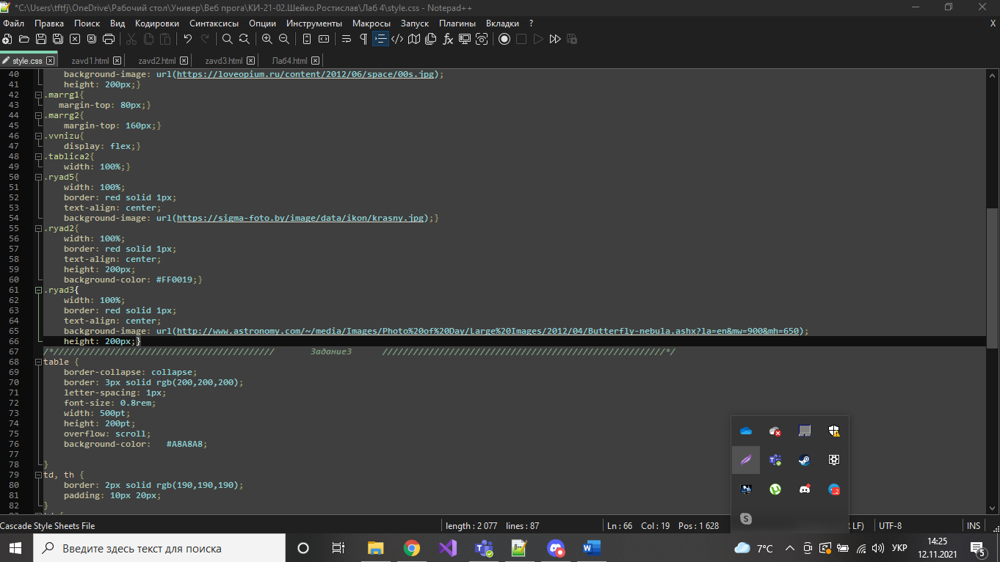 *C:\Users\tftfj\OneDrive\Рабочий стол\Универ\Веб прога\КИ-21-02.Шейко.Ростислав\Лаб 4\style.css - Notepad++
Файл Правка Поиск Вид Кодировки Синтаксисы Опции Инструменты Макросы Запуск Плагины Вкладки ? X
style.css zavd1.html zavd2.html zavd3.html Лаб4.html
40 background-image: url(https://loveopium.ru/content/2012/06/space/00s.jpg);
41 height: 200px;}
42 .marrg1{
43 margin-top: 80px;}
44 .marrg2{
45 margin-top: 160px;}
46 .vvnizu{
47 display: flex;}
48 .tablica2{
49 width: 100%;}
50 .ryad5{
51 width: 100%;
52 border: red solid 1px;
53 text-align: center;
54 background-image: url(https://sigma-foto.by/image/data/ikon/krasny.jpg);}
55 .ryad2{
56 width: 100%;
57 border: red solid 1px;
58 text-align: center;
59 height: 200px;
60 background-color: #FF0019;}
61 .ryad3{
62 width: 100%;
63 border: red solid 1px;
64 text-align: center;
65 background-image: url(http://www.astronomy.com/~/media/Images/Photo%20of%20Day/Large%20Images/2012/04/Butterfly-nebula.ashx?la=en&mw=900&mh=650);
66 height: 200px;}
67 /*/////////////////////////////////////////// Задание3 ///////////////////////////////////////////////////////*/
68 table {
69 border-collapse: collapse;
70 border: 3px solid rgb(200,200,200);
71 letter-spacing: 1px;
72 font-size: 0.8rem;
73 width: 500pt;
74 height: 200pt;
75 overflow: scroll;
76 background-color: #A8A8A8;
77
78 }
79 td, th {
80 border: 2px solid rgb(190,190,190);
81 padding: 10px 20px;
82 }
Cascade Style Sheets File length : 2 077 lines : 87 Ln : 66 Col : 19 Pos : 1 628 LF) UTF-8 INS
Введите здесь текст для поиска 7°C УКР 14:25
12.11.2021 5